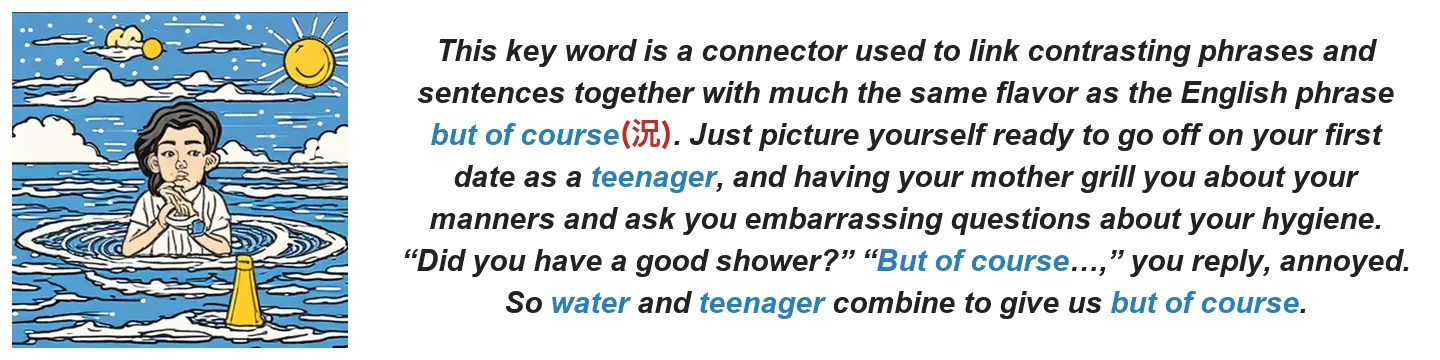 This key word is a connector used to link contrasting phrases and
sentences together with much the same flavor as the English phrase
but of course(況). Just picture yourself ready to go off on your first
date as a teenager, and having your mother grill you about your
manners and ask you embarrassing questions about your hygiene.
“Did you have a good shower?” “But of course…,” you reply, annoyed.
So water and teenager combine to give us but of course.